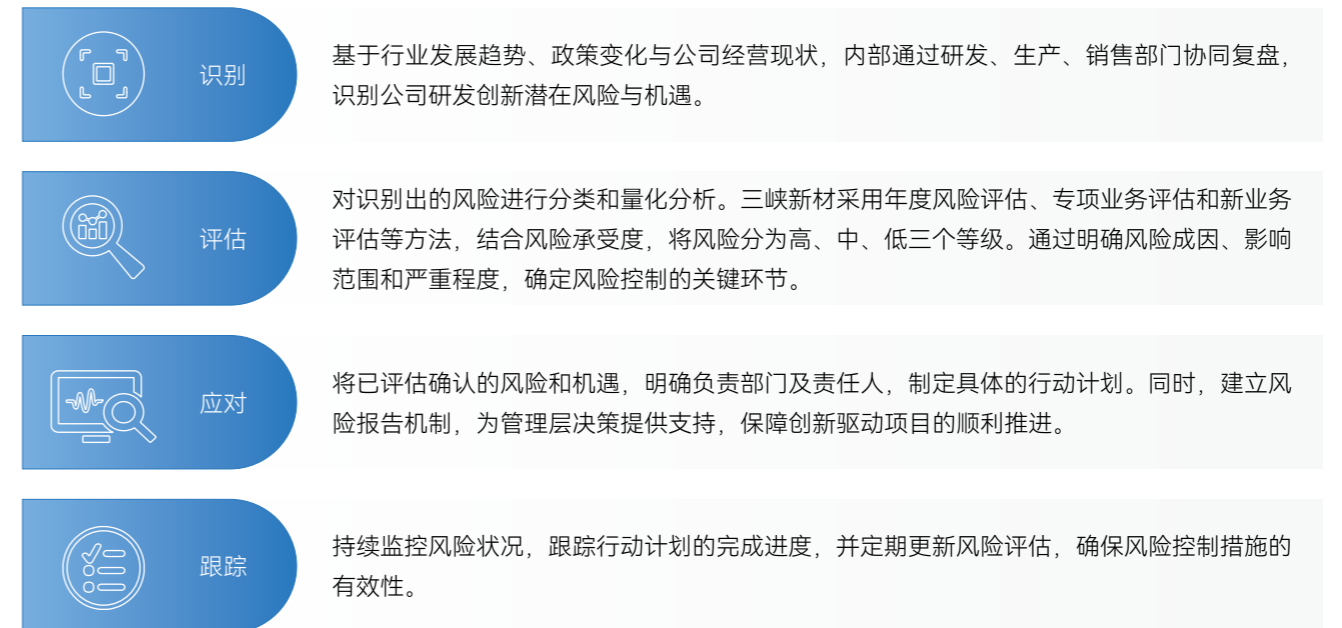 识别
基于行业发展趋势、政策变化与公司经营现状，内部通过研发、生产、销售部门协同复盘，
识别公司研发创新潜在风险与机遇。
评估
对识别出的风险进行分类和量化分析。三峡新材采用年度风险评估、专项业务评估和新业务
评估等方法，结合风险承受度，将风险分为高、中、低三个等级。通过明确风险成因、影响
范围和严重程度，确定风险控制的关键环节。
应对
将已评估确认的风险和机遇，明确负责部门及责任人，制定具体的行动计划。同时，建立风
险报告机制，为管理层决策提供支持，保障创新驱动项目的顺利推进。
跟踪
持续监控风险状况，跟踪行动计划的完成进度，并定期更新风险评估，确保风险控制措施的
有效性。